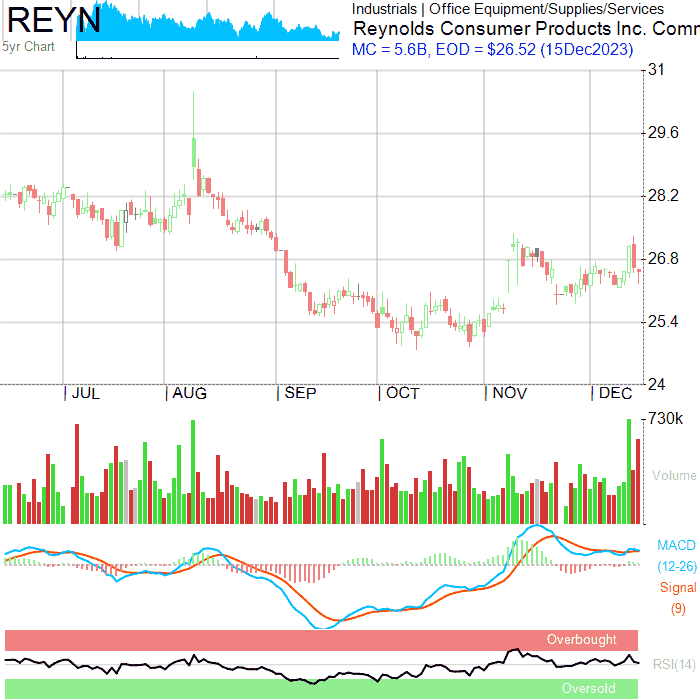 REYN
5yr Chart
Industrials | Office Equipment/Supplies/Services
Reynolds Consumer Products Inc. Comm
MC = 5.6B, EOD = $26.52 (15Dec2023)
31
29.6
28.2
26.8
25.4
24
| JUL | AUG | SEP | OCT | NOV | DEC
730k
Volume
MACD
(12-26)
Signal
(9)
Overbought
RSI(14)
Oversold